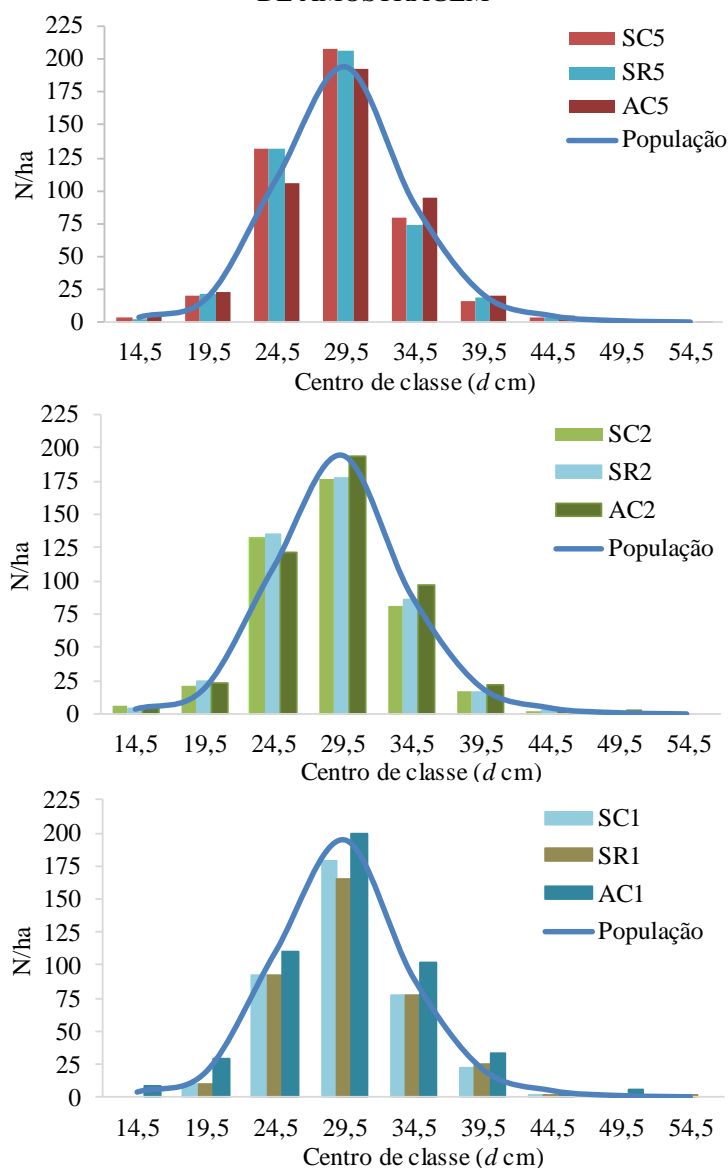 DE AMOSTRAGEM
225
200
175
150
125
100
75
50
25
0
N/ha
SC5
SR5
AC5
População
14,5 19,5 24,5 29,5 34,5 39,5 44,5 49,5 54,5
Centro de classe (d cm)
225
200
175
150
125
100
75
50
25
0
N/ha
SC2
SR2
AC2
População
14,5 19,5 24,5 29,5 34,5 39,5 44,5 49,5 54,5
Centro de classe (d cm)
225
200
175
150
125
100
75
50
25
0
N/ha
SC1
SR1
AC1
População
14,5 19,5 24,5 29,5 34,5 39,5 44,5 49,5 54,5
Centro de classe (d cm)